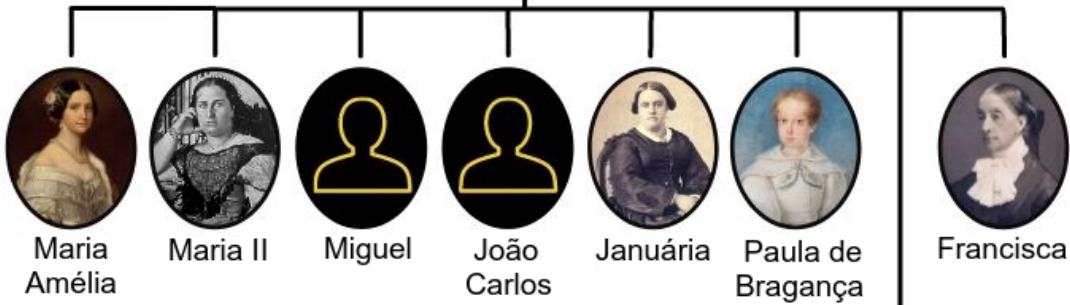 Maria
Amélia
Maria II
Miguel
João
Carlos
Januária
Paula de
Bragança
Francisca